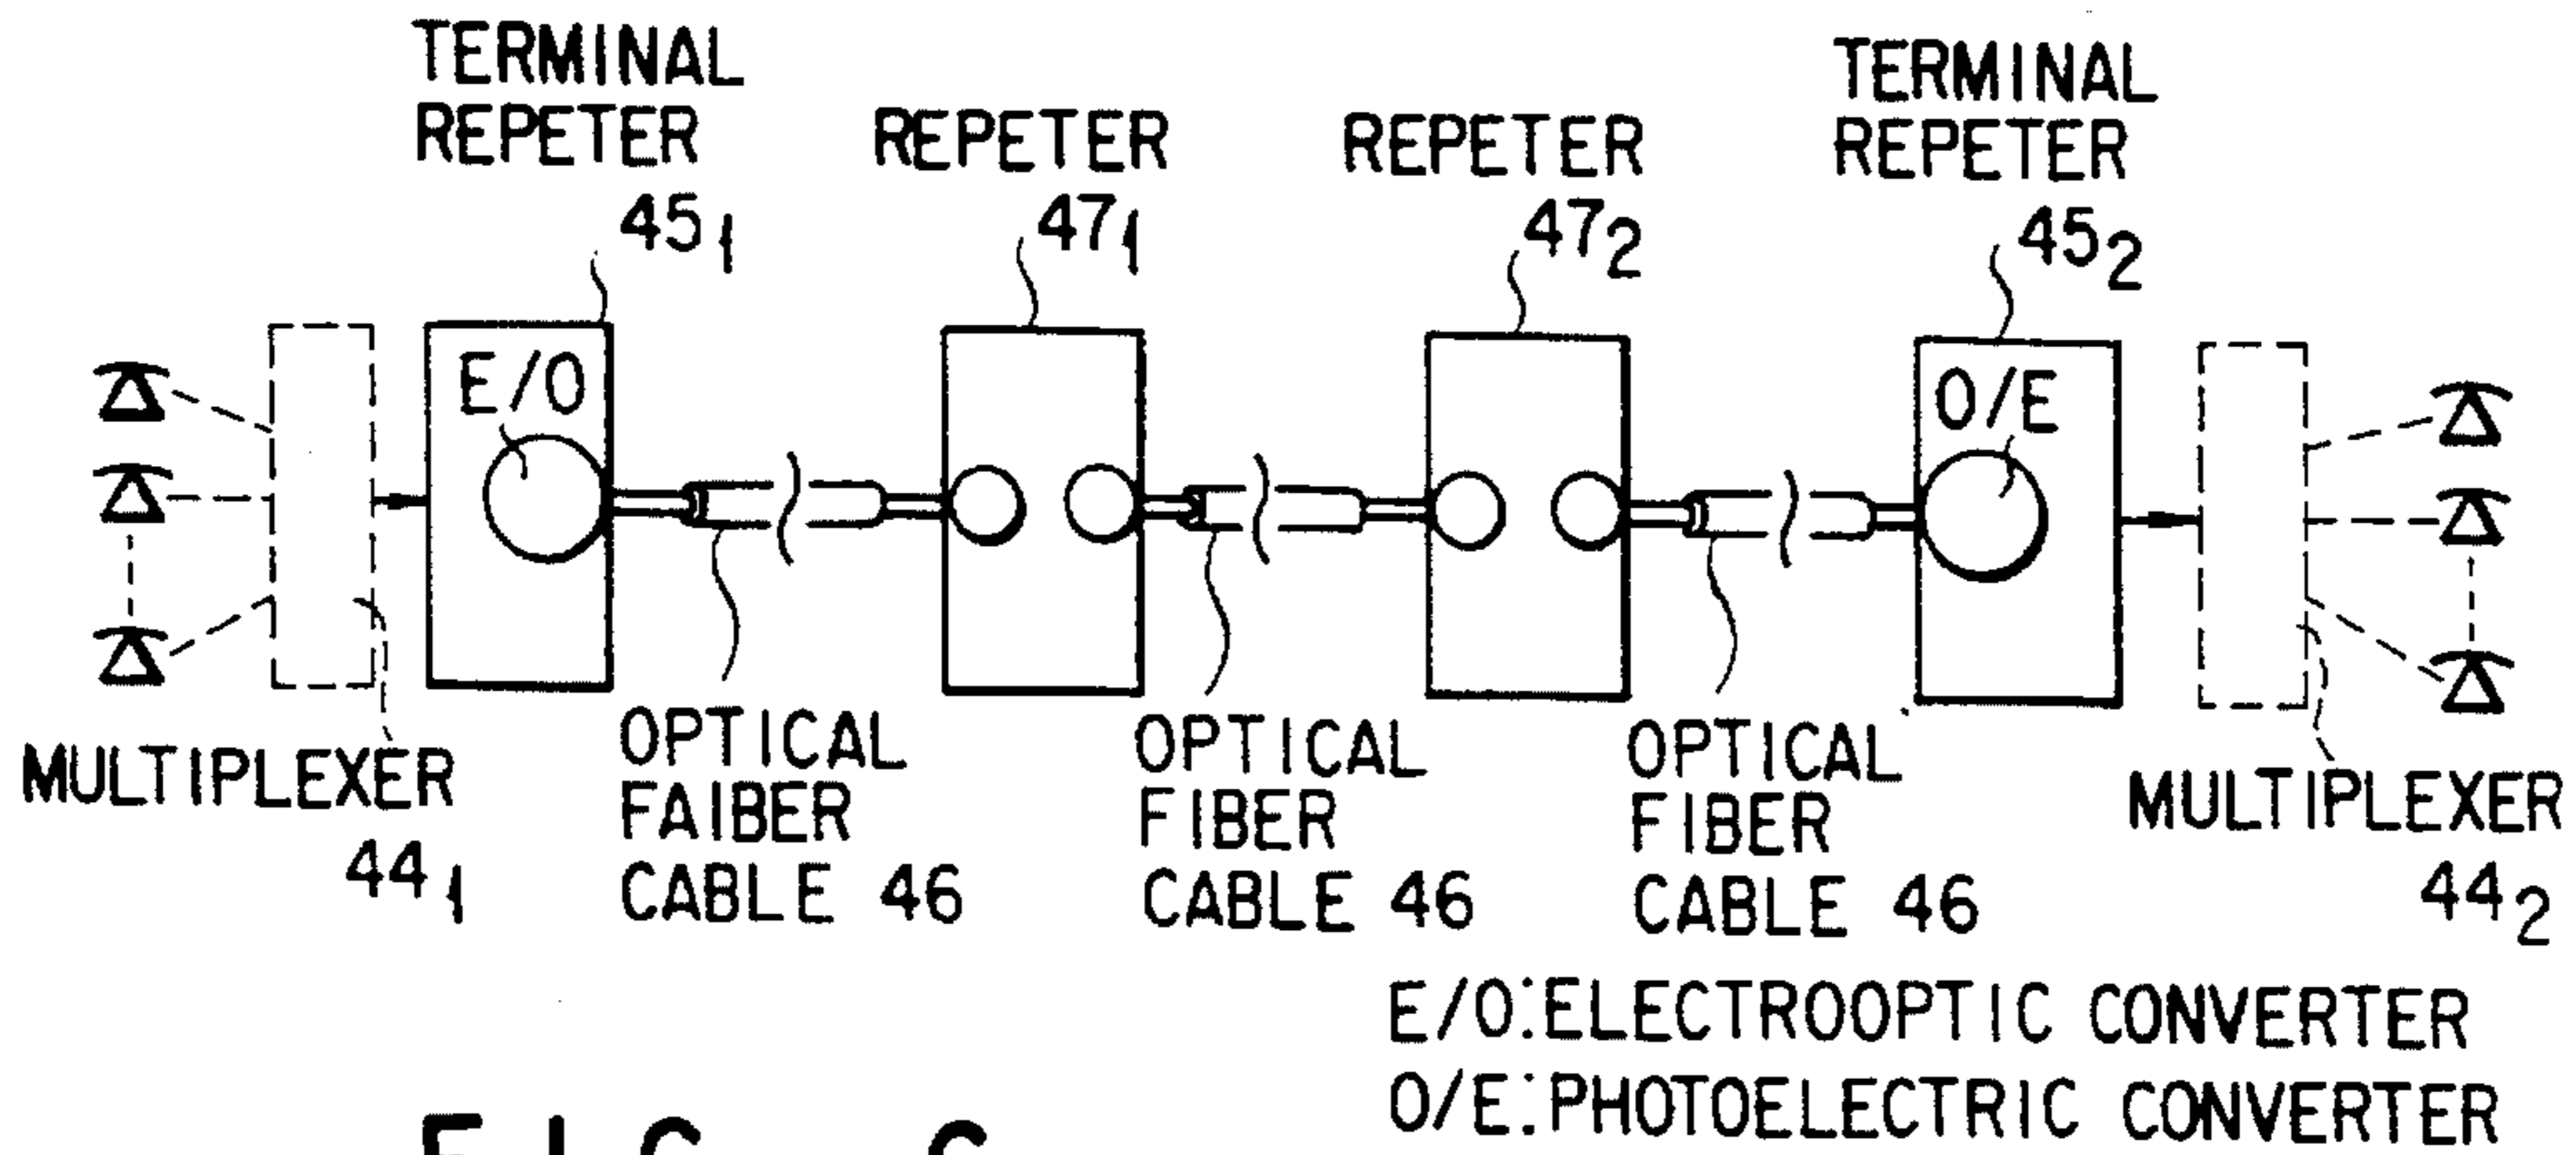 TERMINAL
REPETER
45₁
REPETER
47₁
REPETER
47₂
TERMINAL
REPETER
45₂
E/O
O/E
MULTIPLEXER
44₁
OPTICAL
FAIBER
CABLE 46
OPTICAL
FIBER
CABLE 46
OPTICAL
FIBER
CABLE 46
MULTIPLEXER
44₂
E/O:ELECTROOPTIC CONVERTER
O/E:PHOTOELECTRIC CONVERTER